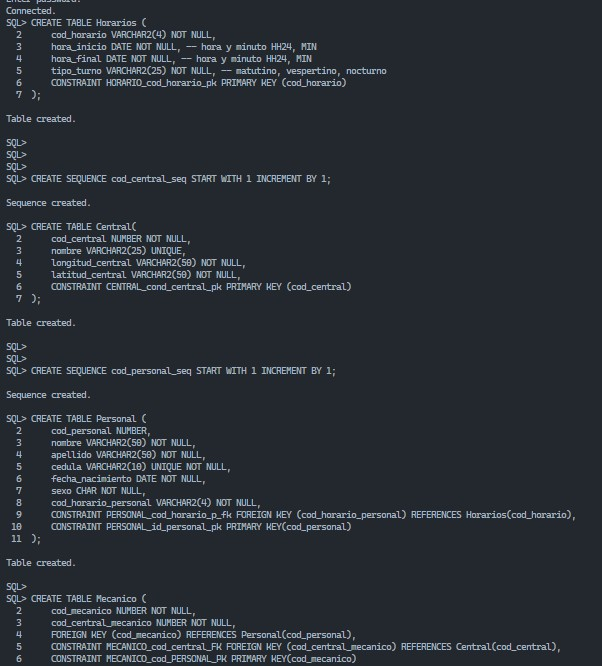 Enter password:
Connected.
SQL> CREATE TABLE Horarios (
  2      cod_horario VARCHAR2(4) NOT NULL,
  3      hora_inicio DATE NOT NULL, -- hora y minuto HH24, MIN
  4      hora_final DATE NOT NULL, -- hora y minuto HH24, MIN
  5      tipo_turno VARCHAR2(25) NOT NULL, -- matutino, vespertino, nocturno
  6      CONSTRAINT HORARIO_cod_horario_pk PRIMARY KEY (cod_horario)
  7  );
Table created.
SQL>
SQL>
SQL>
SQL> CREATE SEQUENCE cod_central_seq START WITH 1 INCREMENT BY 1;
Sequence created.
SQL> CREATE TABLE Central(
  2      cod_central NUMBER NOT NULL,
  3      nombre VARCHAR2(25) UNIQUE,
  4      longitud_central VARCHAR2(50) NOT NULL,
  5      latitud_central VARCHAR2(50) NOT NULL,
  6      CONSTRAINT CENTRAL_cond_central_pk PRIMARY KEY (cod_central)
  7  );
Table created.
SQL>
SQL>
SQL> CREATE SEQUENCE cod_personal_seq START WITH 1 INCREMENT BY 1;
Sequence created.
SQL> CREATE TABLE Personal (
  2      cod_personal NUMBER,
  3      nombre VARCHAR2(50) NOT NULL,
  4      apellido VARCHAR2(50) NOT NULL,
  5      cedula VARCHAR2(10) UNIQUE NOT NULL,
  6      fecha_nacimiento DATE NOT NULL,
  7      sexo CHAR NOT NULL,
  8      cod_horario_personal VARCHAR2(4) NOT NULL,
  9      CONSTRAINT PERSONAL_cod_horario_p_fk FOREIGN KEY (cod_horario_personal) REFERENCES Horarios(cod_horario),
 10      CONSTRAINT PERSONAL_id_personal_pk PRIMARY KEY(cod_personal)
 11  );
Table created.
SQL>
SQL> CREATE TABLE Mecanico (
  2      cod_mecanico NUMBER NOT NULL,
  3      cod_central_mecanico NUMBER NOT NULL,
  4      FOREIGN KEY (cod_mecanico) REFERENCES Personal(cod_personal),
  5      CONSTRAINT MECANICO_cod_central_FK FOREIGN KEY (cod_central_mecanico) REFERENCES Central(cod_central),
  6      CONSTRAINT MECANICO_cod_PERSONAL_PK PRIMARY KEY(cod_mecanico)